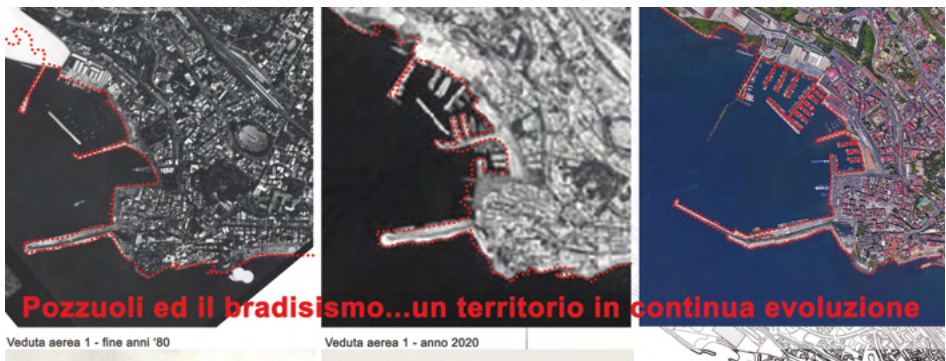 Pozzuoli ed il bradisismo...un territorio in continua evoluzione
Veduta aerea 1 - fine anni '80
Veduta aerea 1 - anno 2020